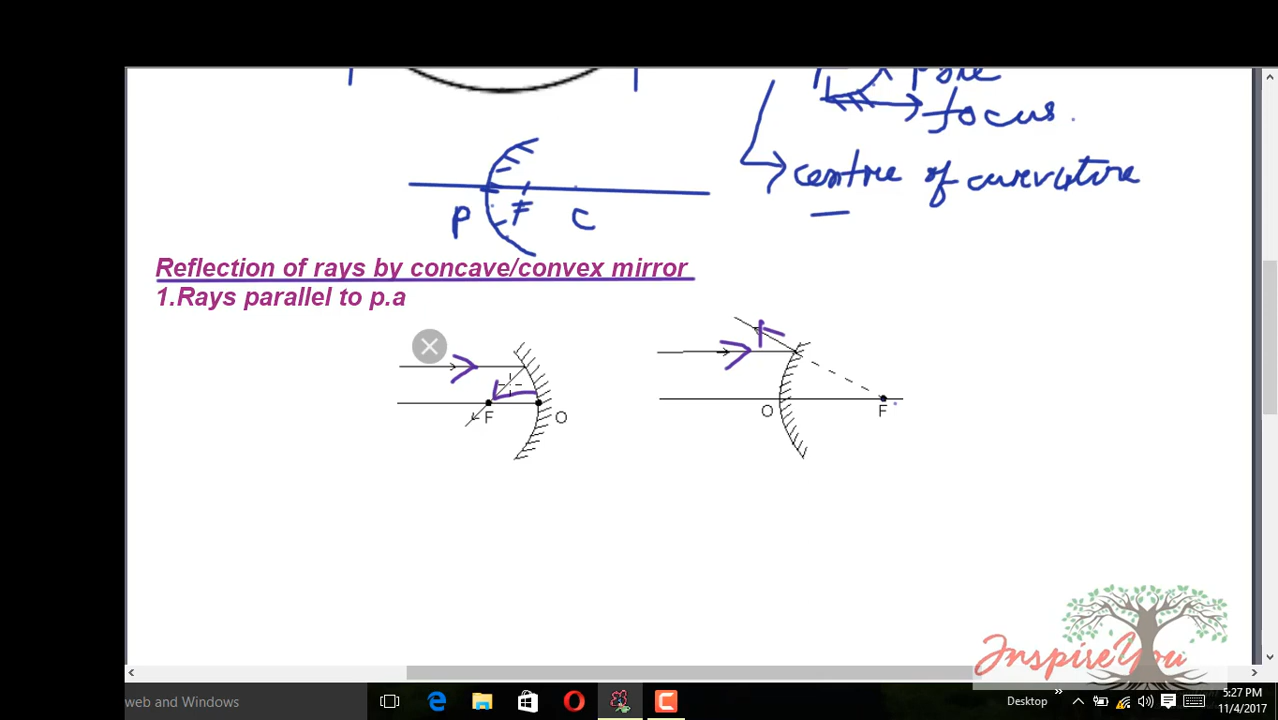 focus.
centre of curvature
P F C
Reflection of rays by concave/convex mirror
1.Rays parallel to p.a
F O
O F
InspireYou
web and Windows
Desktop
5:27 PM
11/4/2017